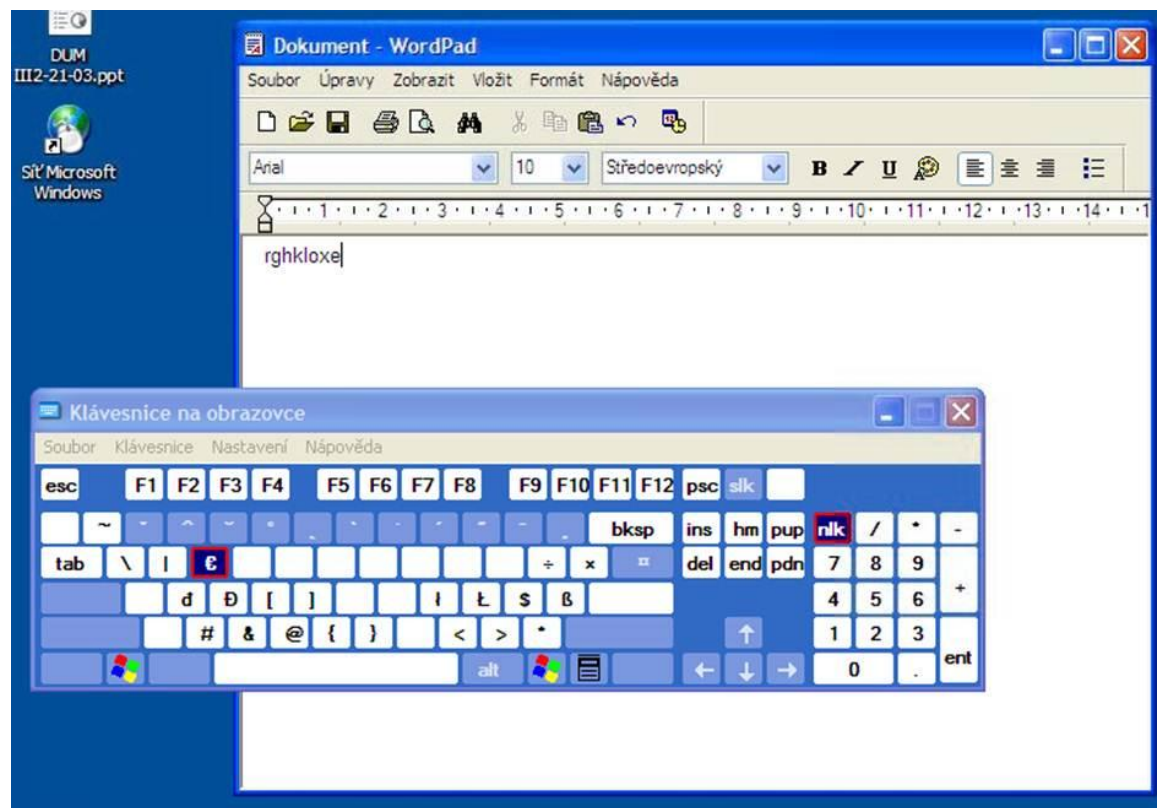 DUM
III2-21-03.ppt
Síť Microsoft
Windows
Dokument - WordPad
Soubor Úpravy Zobrazit Vložit Formát Nápověda
Arial 10 Středoevropský B / U
1 2 3 4 5 6 7 8 9 10 11 12 13 14 1
rghkloxe
Klávesnice na obrazovce
Soubor Klávesnice Nastavení Nápověda
esc F1 F2 F3 F4 F5 F6 F7 F8 F9 F10 F11 F12 psc slk
~ ˇ ^ ˘ ° ˛ ` ˙ ´ ˝ ¨ ¸ bksp ins hm pup nlk / * -
tab \ | € ÷ × ¤ del end pdn 7 8 9 +
đ Đ [ ] ł Ł $ ß 4 5 6
# & @ { } < > * ↑ 1 2 3 ent
alt ← ↓ → 0 .